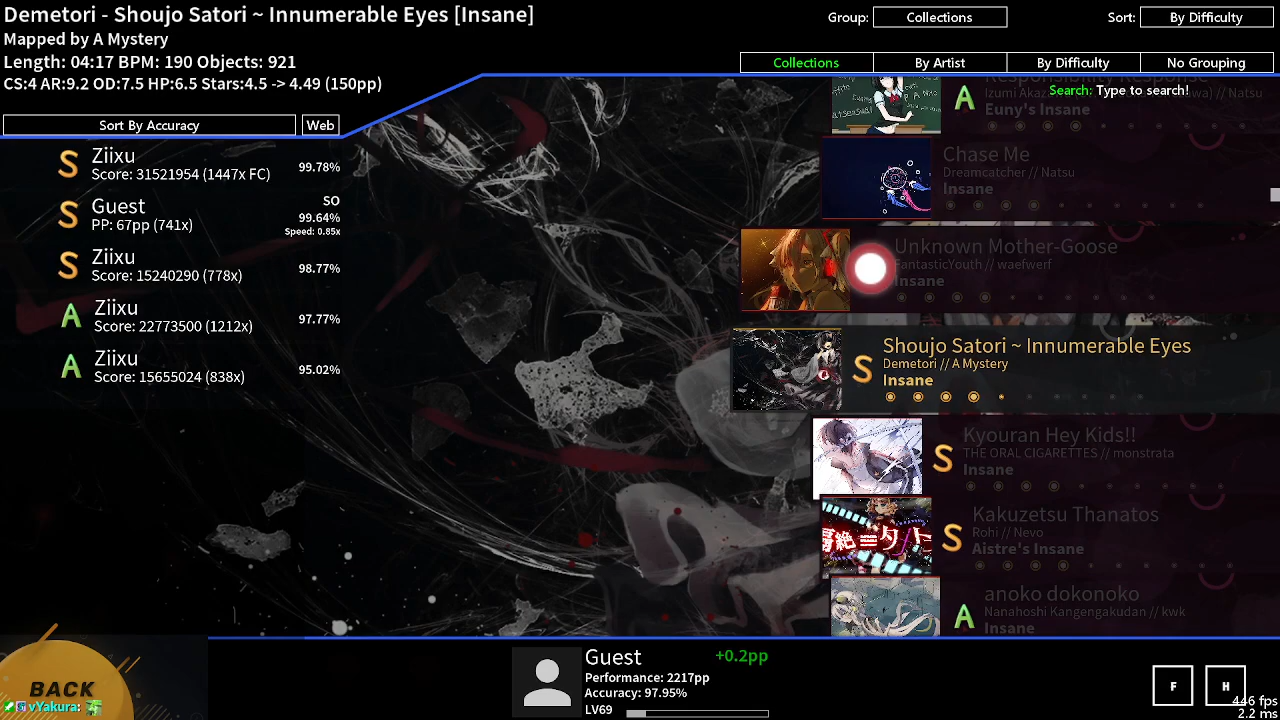 Demetori - Shoujo Satori ~ Innumerable Eyes [Insane]
Mapped by A Mystery
Length: 04:17 BPM: 190 Objects: 921
CS:4 AR:9.2 OD:7.5 HP:6.5 Stars:4.5 -> 4.49 (150pp)
Group: Collections
Sort: By Difficulty
Collections
By Artist
By Difficulty
No Grouping
Search: Type to search!
Sort By Accuracy
Web
S Ziixu
Score: 31521954 (1447x FC)
99.78%
S Guest
PP: 67pp (741x)
SO
99.64%
Speed: 0.85x
S Ziixu
Score: 15240290 (778x)
98.77%
A Ziixu
Score: 22773500 (1212x)
97.77%
A Ziixu
Score: 15655024 (838x)
95.02%
Responsibility Response
A
Euny's Insane
Chase Me
Dreamcatcher // Natsu
Insane
Unknown Mother-Goose
FantasticYouth // waefwerf
Insane
Shoujo Satori ~ Innumerable Eyes
S Demetori // A Mystery
Insane
Kyouran Hey Kids!!
S THE ORAL CIGARETTES // monstrata
Insane
Kakuzetsu Thanatos
S Rohi // Nevo
Aistre's Insane
anoko dokonoko
A Nanahoshi Kangengakudan // kwk
Insane
BACK
vYakura:
Guest
+0.2pp
Performance: 2217pp
Accuracy: 97.95%
LV69
F
H
446 fps
2.2 ms